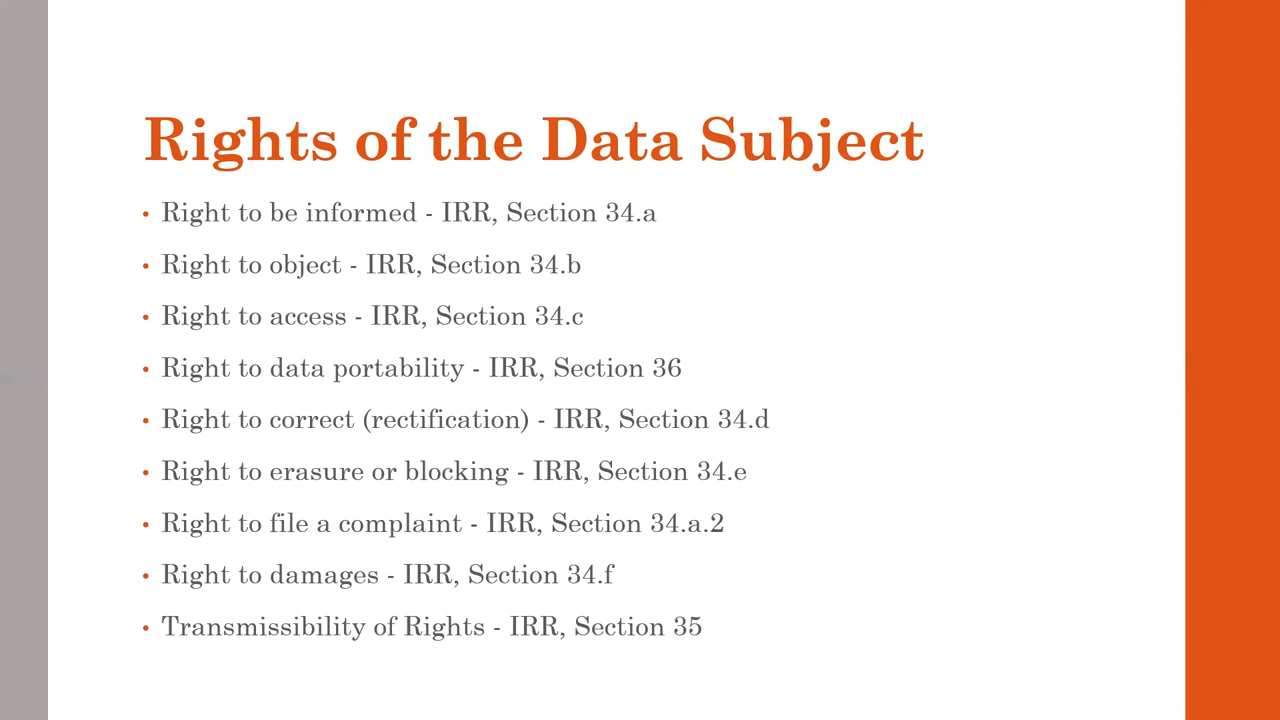 Rights of the Data Subject
• Right to be informed - IRR, Section 34.a
• Right to object - IRR, Section 34.b
• Right to access - IRR, Section 34.c
• Right to data portability - IRR, Section 36
• Right to correct (rectification) - IRR, Section 34.d
• Right to erasure or blocking - IRR, Section 34.e
• Right to file a complaint - IRR, Section 34.a.2
• Right to damages - IRR, Section 34.f
• Transmissibility of Rights - IRR, Section 35